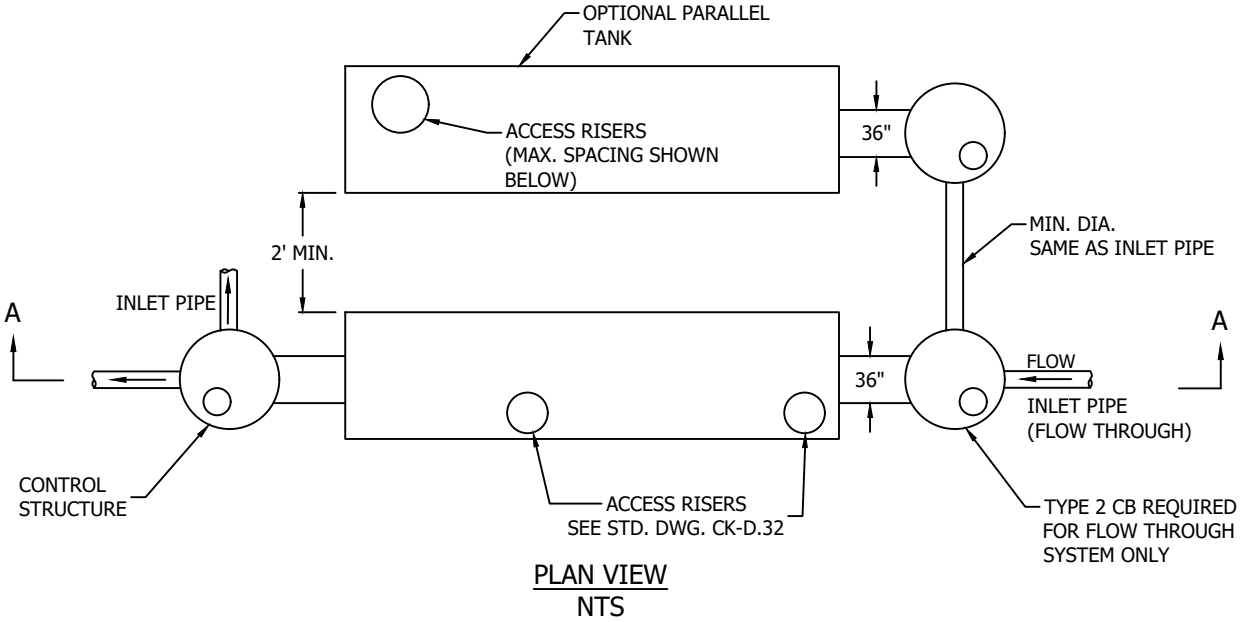 OPTIONAL PARALLEL
TANK
ACCESS RISERS
(MAX. SPACING SHOWN
BELOW)
36"
2' MIN.
MIN. DIA.
SAME AS INLET PIPE
INLET PIPE
A
A
36"
FLOW
INLET PIPE
(FLOW THROUGH)
CONTROL
STRUCTURE
ACCESS RISERS
SEE STD. DWG. CK-D.32
TYPE 2 CB REQUIRED
FOR FLOW THROUGH
SYSTEM ONLY
PLAN VIEW
NTS